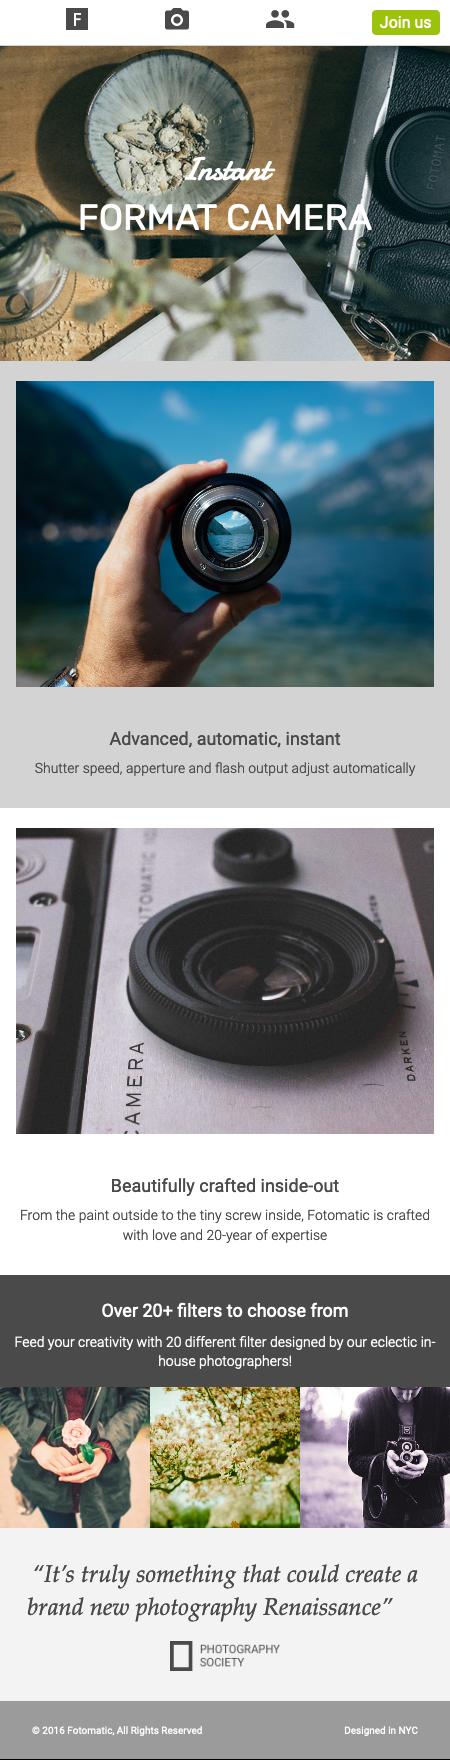 F
Join us
FOTOMAT
Instant
FORMAT CAMERA
Advanced, automatic, instant
Shutter speed, apperture and flash output adjust automatically
TOMATIC
CAMERA
DARKEN
Beautifully crafted inside-out
From the paint outside to the tiny screw inside, Fotomatic is crafted
with love and 20-year of expertise
Over 20+ filters to choose from
Feed your creativity with 20 different filter designed by our eclectic in-
house photographers!
“It’s truly something that could create a
brand new photography Renaissance”
PHOTOGRAPHY
SOCIETY
© 2016 Fotomatic, All Rights Reserved
Designed in NYC